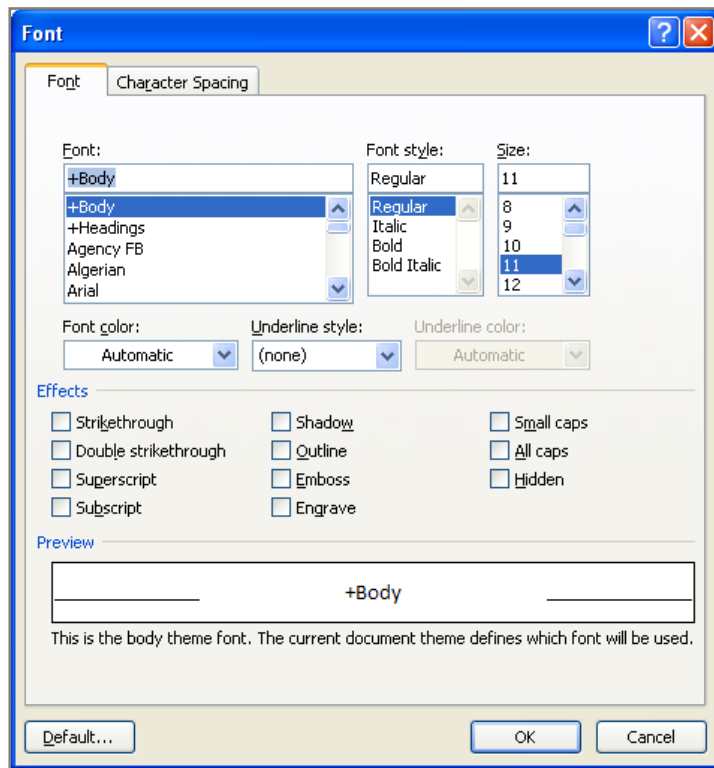 Font
Font Character Spacing
Font: Font style: Size:
+Body Regular 11
+Body Regular 8
+Headings Italic 9
Agency FB Bold 10
Algerian Bold Italic 11
Arial 12
Font color: Underline style: Underline color:
Automatic (none) Automatic
Effects
Strikethrough Shadow Small caps
Double strikethrough Outline All caps
Superscript Emboss Hidden
Subscript Engrave
Preview
+Body
This is the body theme font. The current document theme defines which font will be used.
Default... OK Cancel